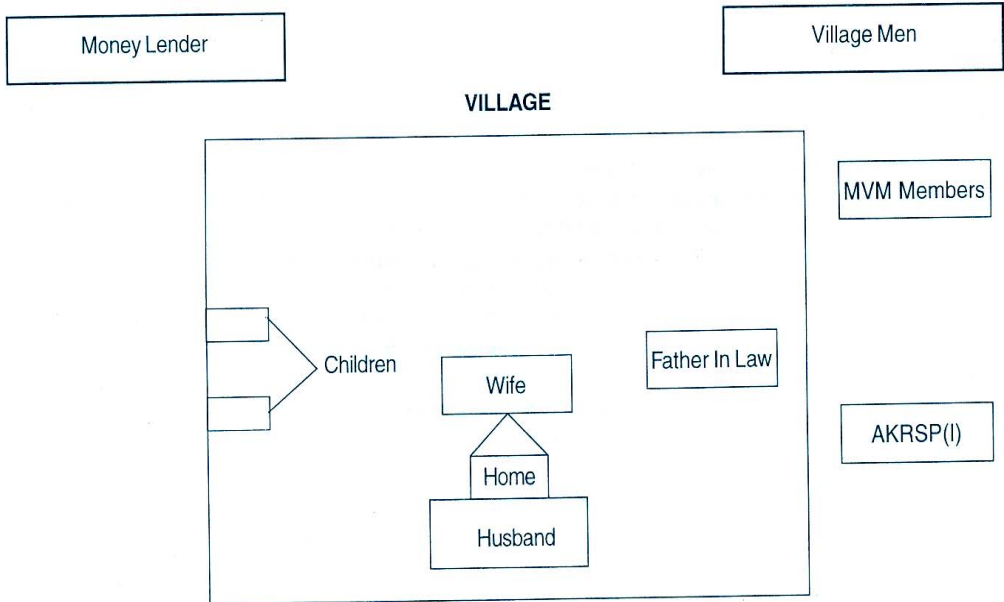 Money Lender
Village Men
VILLAGE
MVM Members
Children
Wife
Father In Law
AKRSP(I)
Home
Husband